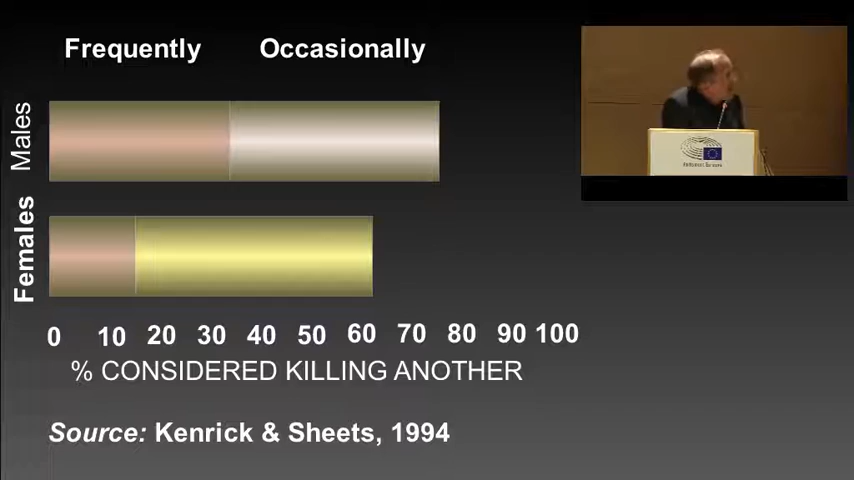 Frequently Occasionally
Males
Females
0 10 20 30 40 50 60 70 80 90 100
% CONSIDERED KILLING ANOTHER
Source: Kenrick & Sheets, 1994